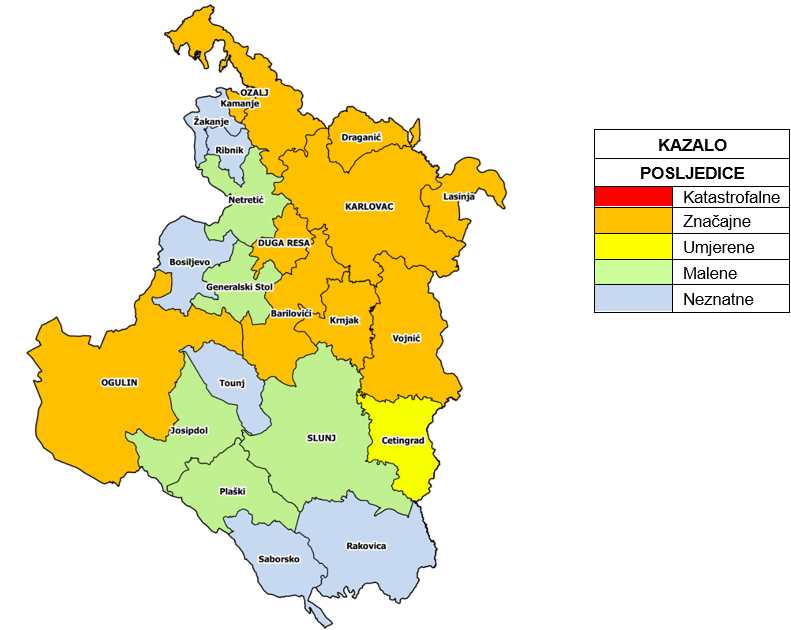 OZALJ
Kamanje
Žakanje
Ribnik
Draganić
Netretić
KARLOVAC
Lasinja
DUGA RESA
Bosiljevo
Generalski Stol
Barilovići
Krnjak
Vojnić
OGULIN
Tounj
Josipdol
SLUNJ
Cetingrad
Plaški
Saborsko
Rakovica
KAZALO
POSLJEDICE
Katastrofalne
Značajne
Umjerene
Malene
Neznatne